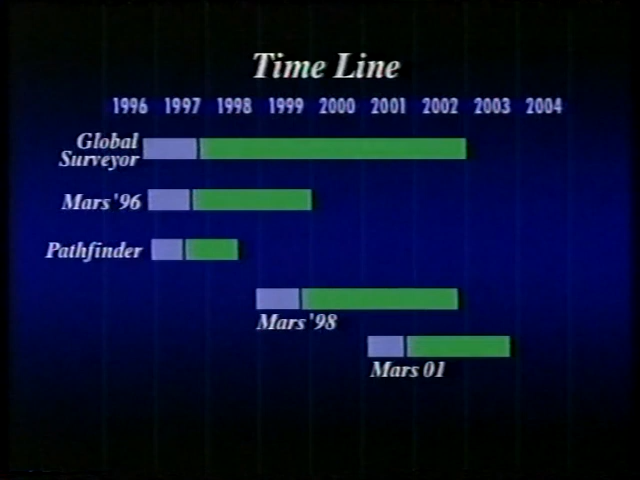 Time Line
1996 1997 1998 1999 2000 2001 2002 2003 2004
Global
Surveyor
Mars '96
Pathfinder
Mars '98
Mars 01